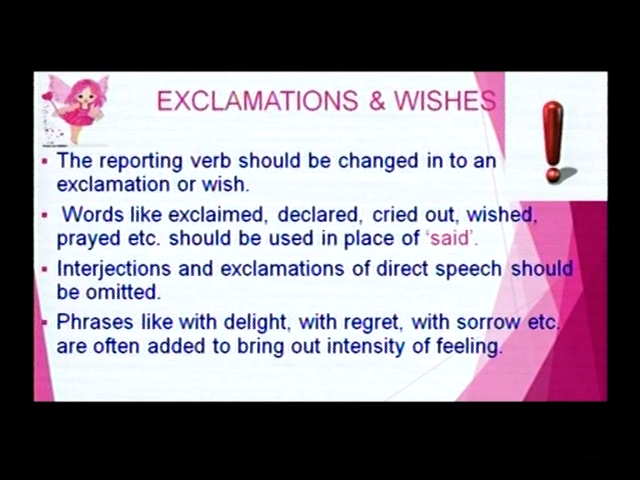 EXCLAMATIONS & WISHES
▪ The reporting verb should be changed in to an
exclamation or wish.
▪ Words like exclaimed, declared, cried out, wished,
prayed etc. should be used in place of ‘said’.
▪ Interjections and exclamations of direct speech should
be omitted.
▪ Phrases like with delight, with regret, with sorrow etc.
are often added to bring out intensity of feeling.